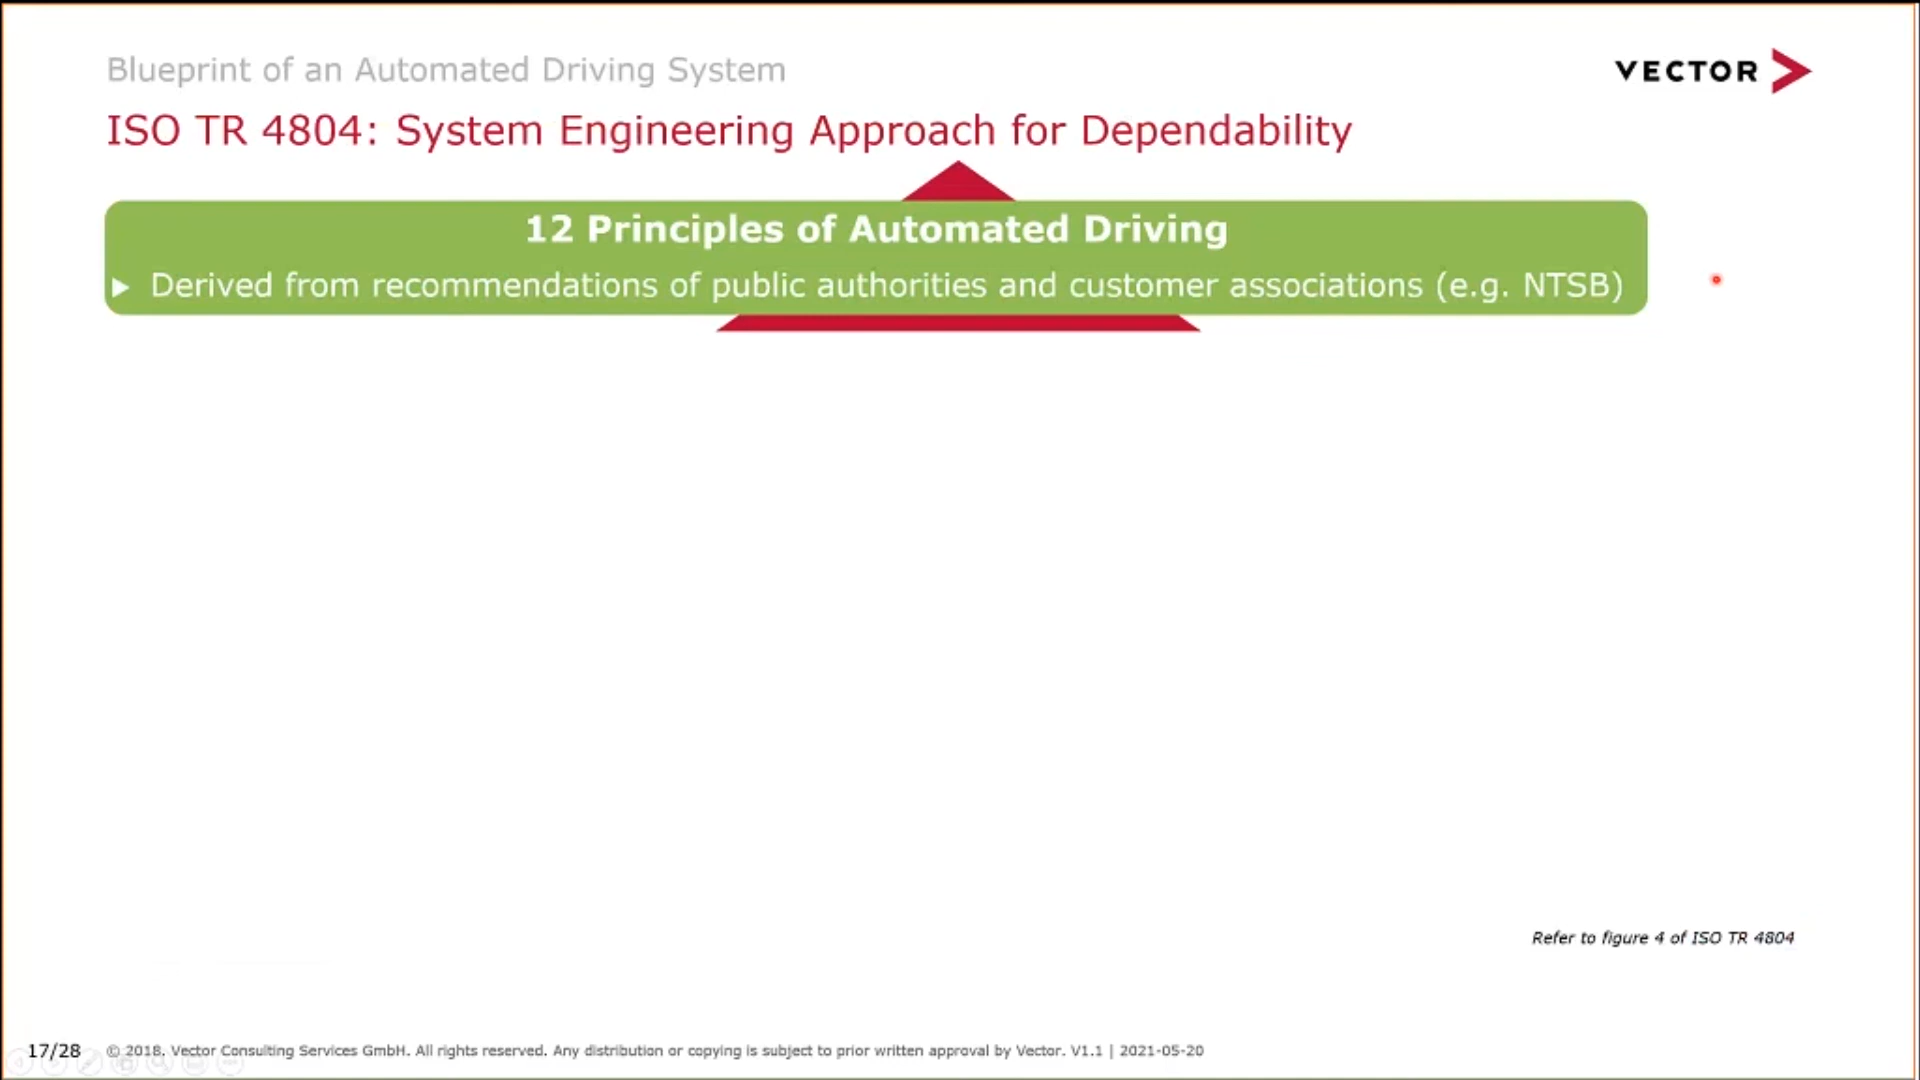 Blueprint of an Automated Driving System
VECTOR
ISO TR 4804: System Engineering Approach for Dependability
12 Principles of Automated Driving
Derived from recommendations of public authorities and customer associations (e.g. NTSB)
Refer to figure 4 of ISO TR 4804
17/28
© 2018. Vector Consulting Services GmbH. All rights reserved. Any distribution or copying is subject to prior written approval by Vector. V1.1 | 2021-05-20